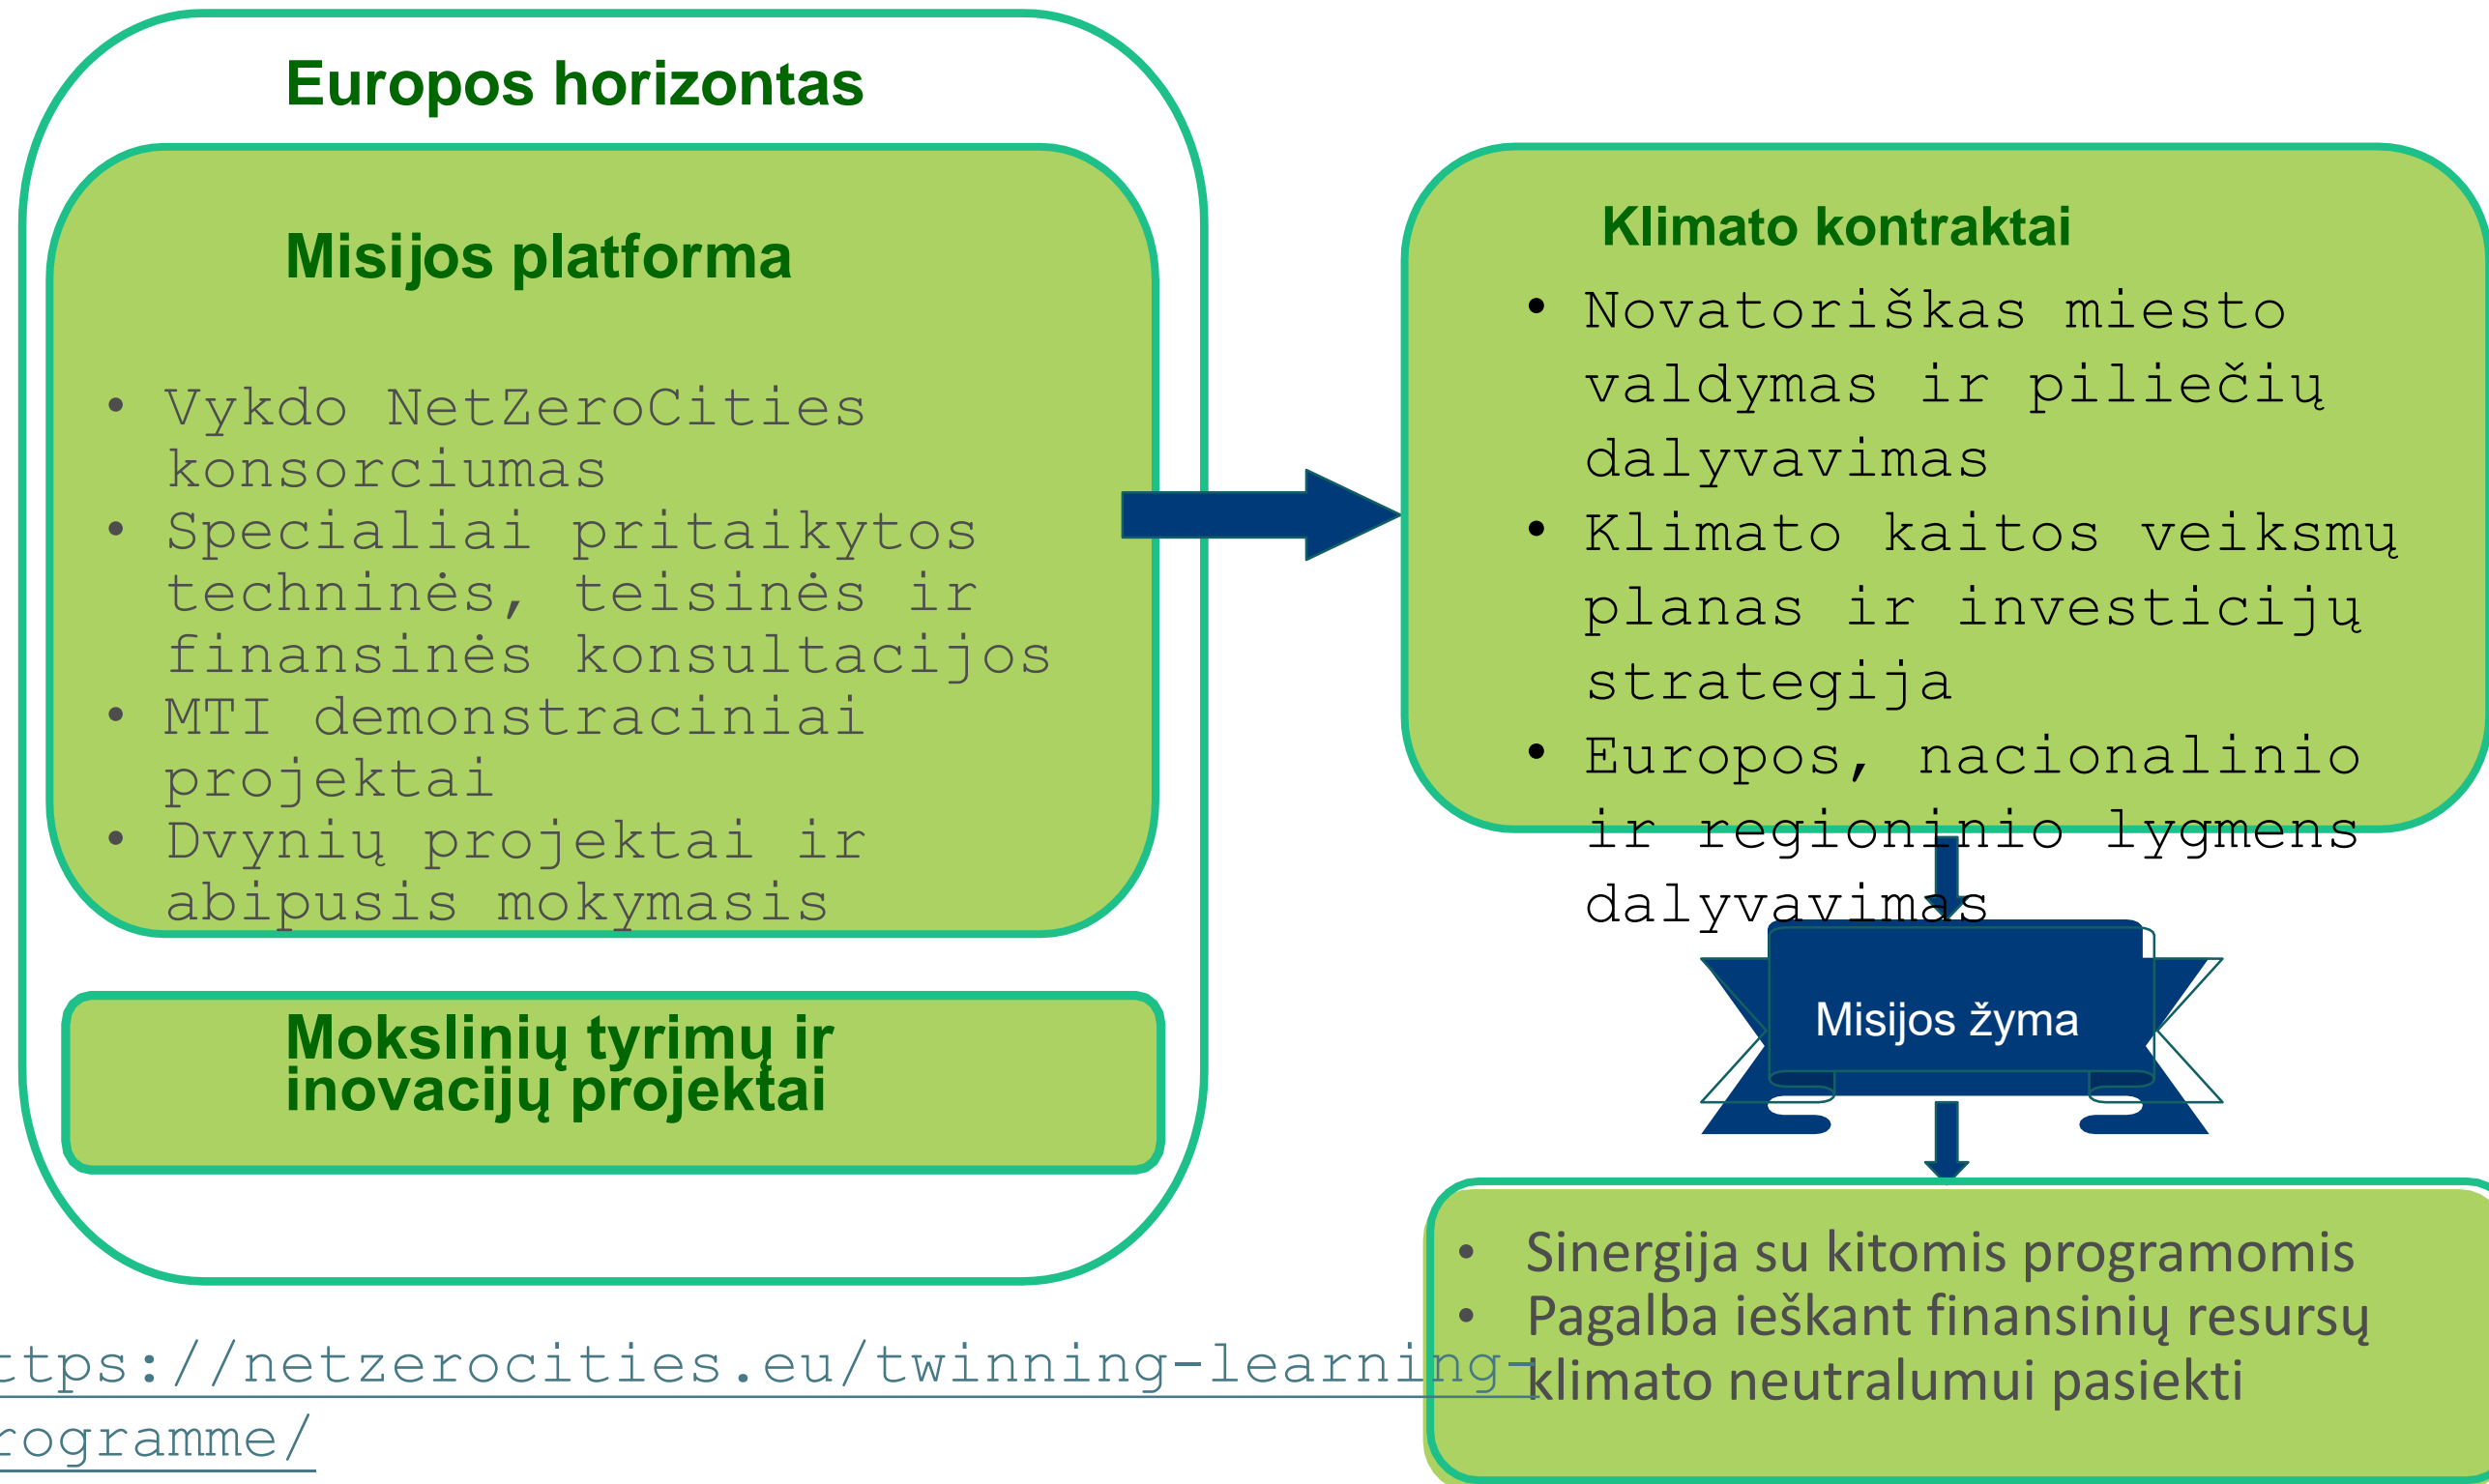 Europos horizontas
Misijos platforma
• Vykdo NetZeroCities
konsorciumas
• Specialiai pritaikytos
techninės, teisinės ir
finansinės konsultacijos
• MTI demonstraciniai
projektai
• Dvynių projektai ir
abipusis mokymasis
Mokslinių tyrimų ir
inovacijų projektai
Klimato kontraktai
• Novatoriškas miesto
valdymas ir piliečių
dalyvavimas
• Klimato kaitos veiksmų
planas ir investicijų
strategija
• Europos, nacionalinio
ir regioninio lygmens
dalyvavimas
Misijos žyma
• Sinergija su kitomis programomis
• Pagalba ieškant finansinių resursų
klimato neutralumui pasiekti
ttps://netzerocities.eu/twinning-learning-
rogramme/